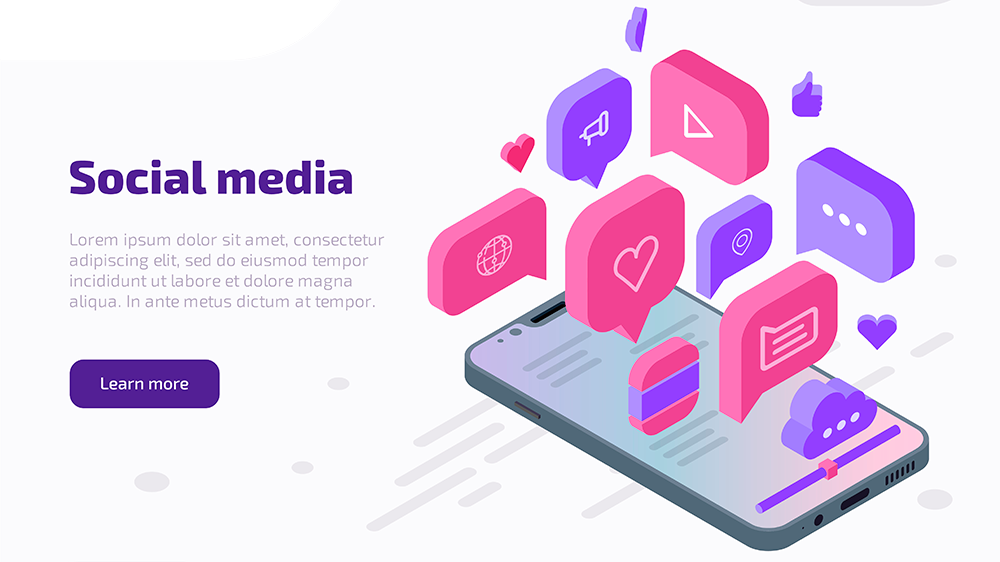 Social media
Lorem ipsum dolor sit amet, consectetur
adipiscing elit, sed do eiusmod tempor
incididunt ut labore et dolore magna
aliqua. In ante metus dictum at tempor.
Learn more